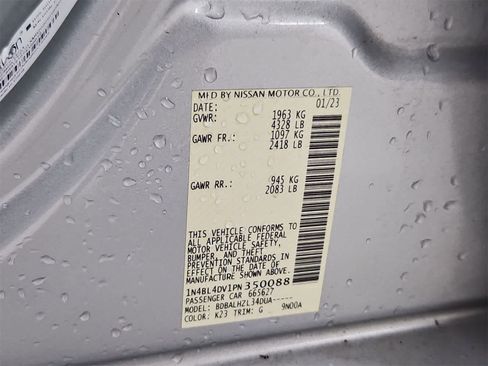 MFD BY NISSAN MOTOR CO., LTD.
DATE: 01/23
GVWR: 1963 KG
4328 LB
GAWR FR: 1097 KG
2418 LB
GAWR RR: 945 KG
2083 LB
THIS VEHICLE CONFORMS TO
ALL APPLICABLE FEDERAL
MOTOR VEHICLE SAFETY,
BUMPER, AND THEFT
PREVENTION STANDARDS
IN EFFECT ON THE DATE OF
MANUFACTURE SHOWN ABOVE.
1N4BL4DV1PN350088
PASSENGER CAR 665627
MODEL: BDBALHZL34DUA-----
COLOR: K23 TRIM: G 9N00A